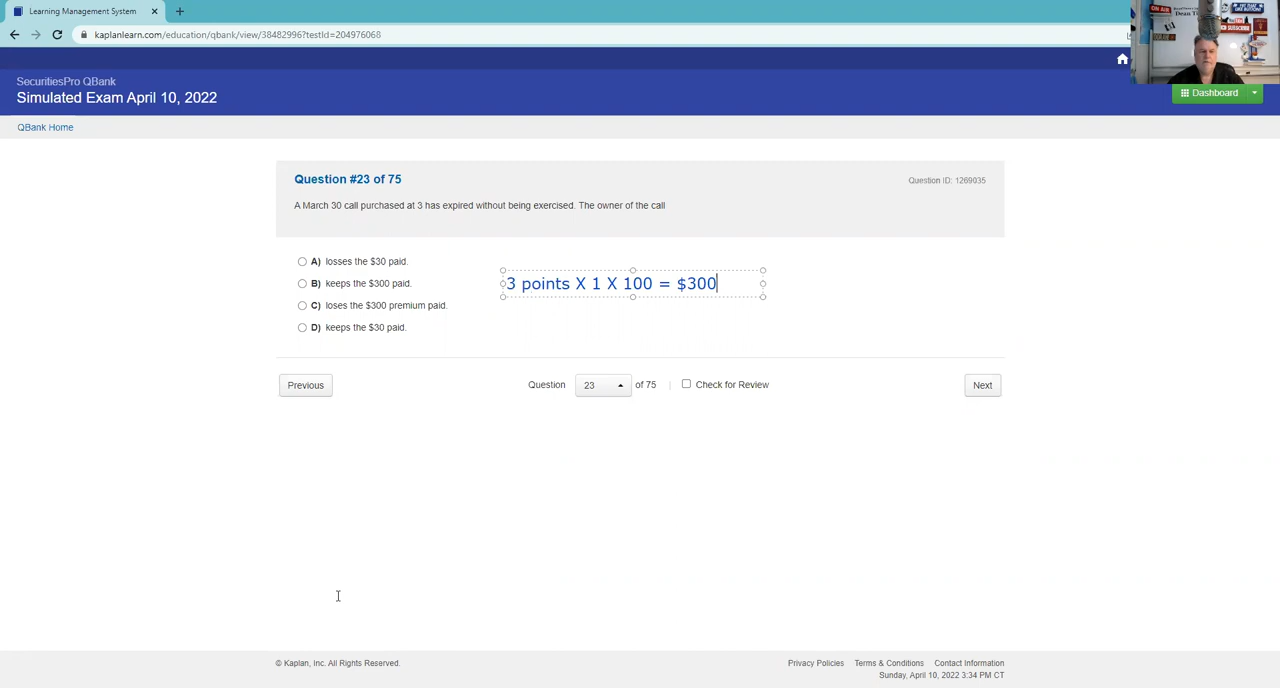 Learning Management System
kaplanlearn.com/education/qbank/view/38482996?testId=204976068
ON AIR
SecuritiesPro QBank
Simulated Exam April 10, 2022
Dashboard
QBank Home
Question #23 of 75
Question ID: 1269035
A March 30 call purchased at 3 has expired without being exercised. The owner of the call
A) losses the $30 paid.
B) keeps the $300 paid.
C) loses the $300 premium paid.
D) keeps the $30 paid.
3 points X 1 X 100 = $300
Previous
Question 23 of 75 | Check for Review
Next
© Kaplan, Inc. All Rights Reserved.
Privacy Policies Terms & Conditions Contact Information
Sunday, April 10, 2022 3:34 PM CT